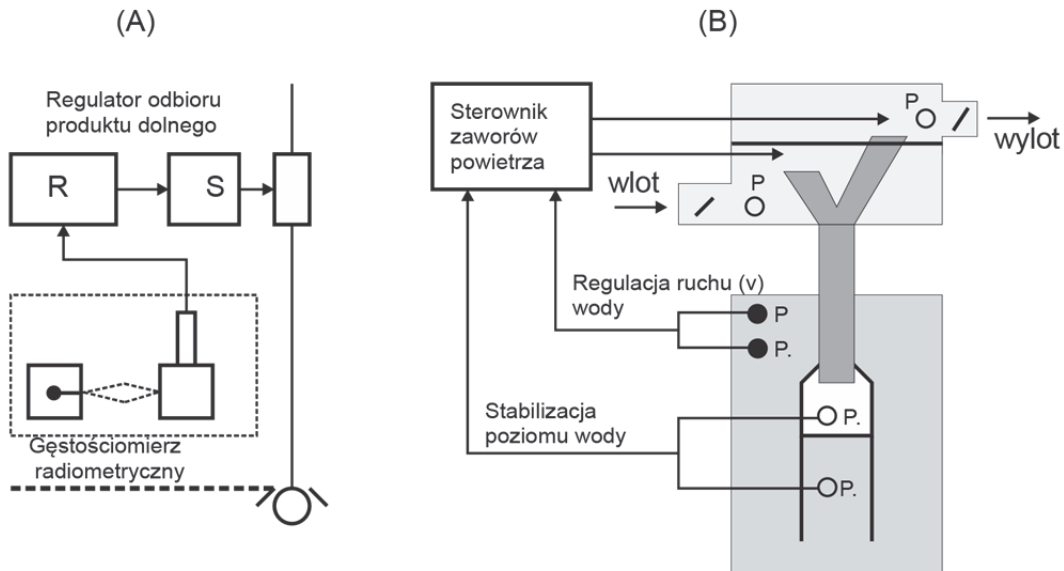 (A)
Regulator odbioru
produktu dolnego
R
S
Gęstościomierz
radiometryczny
(B)
Sterownik
zaworów
powietrza
P
wylot
wlot
P
Regulacja ruchu (v)
wody
P
P.
Stabilizacja
poziomu wody
P.
P.